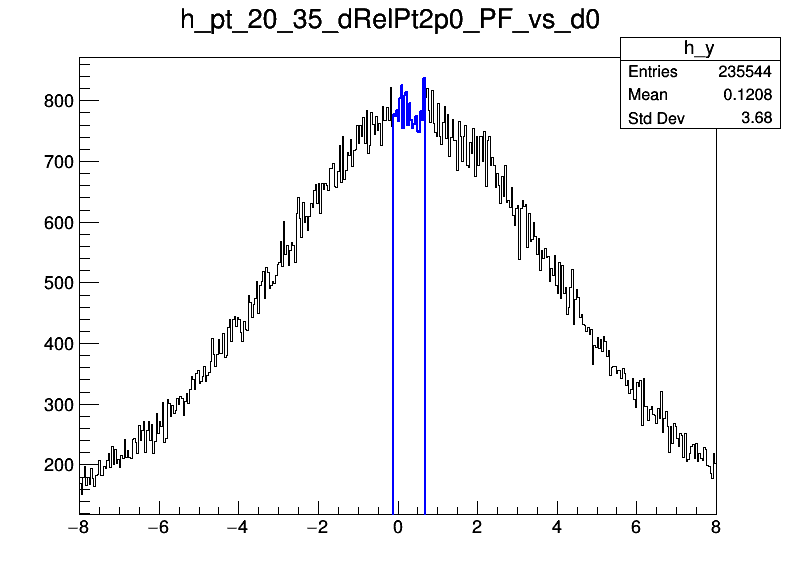 h_pt_20_35_dRelPt2p0_PF_vs_d0
h_y
Entries 235544
Mean 0.1208
Std Dev 3.68
800
700
600
500
400
300
200
−8 −6 −4 −2 0 2 4 6 8